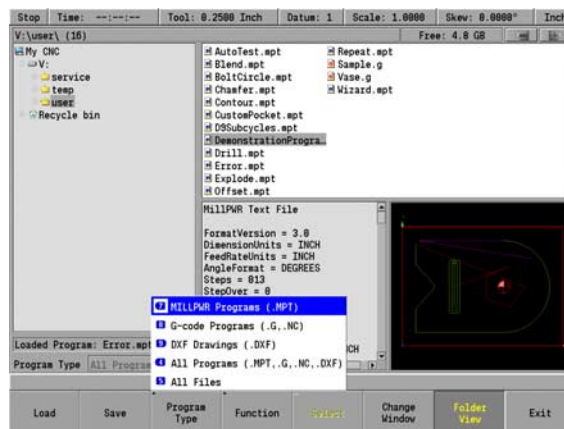 Stop Time: --:--:-- Tool: 0.2500 Inch Datum: 1 Scale: 1.0000 Skew: 0.0000° Inch
V:\user\ (16) Free: 4.8 GB
My CNC
V:
service
temp
user
Recycle bin
AutoTest.mpt
Blend.mpt
BoltCircle.mpt
Chamfer.mpt
Contour.mpt
CustomPocket.mpt
D9Subcycles.mpt
DemonstrationProgra…
Drill.mpt
Error.mpt
Explode.mpt
Offset.mpt
Repeat.mpt
Sample.g
Vase.g
Wizard.mpt
MillPWR Text File
FormatVersion = 3.0
DimensionUnits = INCH
FeedRateUnits = INCH
AngleFormat = DEGREES
Steps = 813
StepOver = 0
NCH
Loaded Program: Error.mpt
Program Type All Program
MILLPWR Programs (.MPT)
G-code Programs (.G,.NC)
DXF Drawings (.DXF)
All Programs (.MPT,.G,.NC,.DXF)
All Files
Load Save Program Type Function Select Change Window Folder View Exit